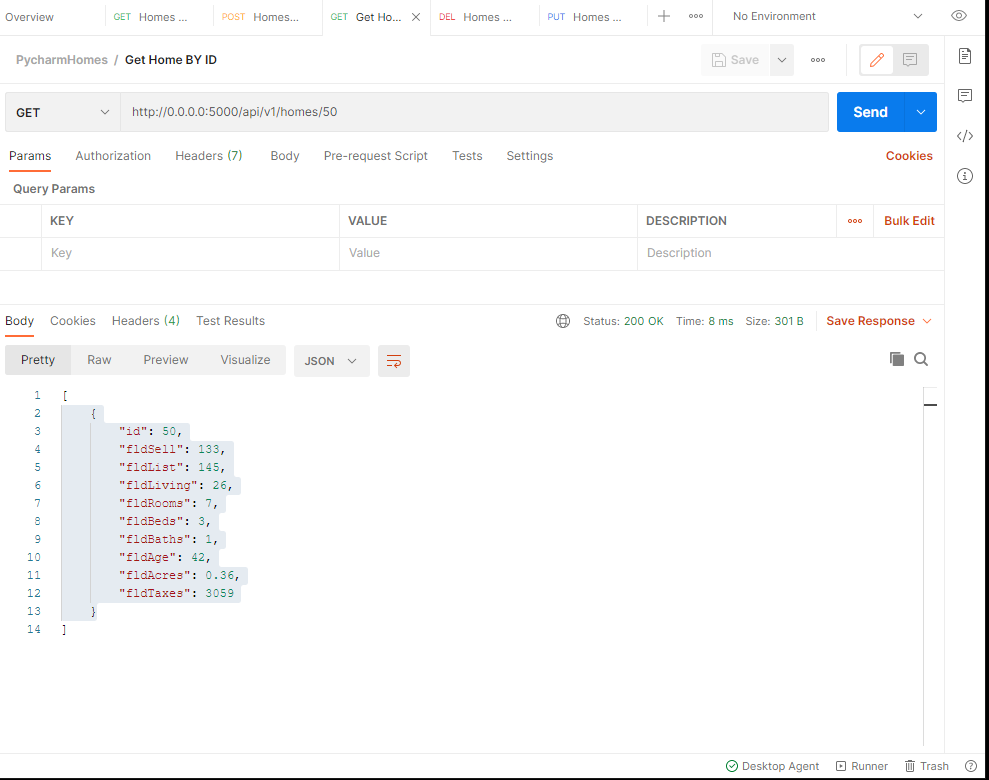 Overview GET Homes ... POST Homes... GET Get Ho... DEL Homes ... PUT Homes ... No Environment
PycharmHomes / Get Home BY ID Save
GET http://0.0.0.0:5000/api/v1/homes/50 Send
Params Authorization Headers (7) Body Pre-request Script Tests Settings Cookies
Query Params
KEY VALUE DESCRIPTION Bulk Edit
Key Value Description
Body Cookies Headers (4) Test Results Status: 200 OK Time: 8 ms Size: 301 B Save Response
Pretty Raw Preview Visualize JSON
1 [
2 {
3 "id": 50,
4 "fldSell": 133,
5 "fldList": 145,
6 "fldLiving": 26,
7 "fldRooms": 7,
8 "fldBeds": 3,
9 "fldBaths": 1,
10 "fldAge": 42,
11 "fldAcres": 0.36,
12 "fldTaxes": 3059
13 }
14 ]
Desktop Agent Runner Trash